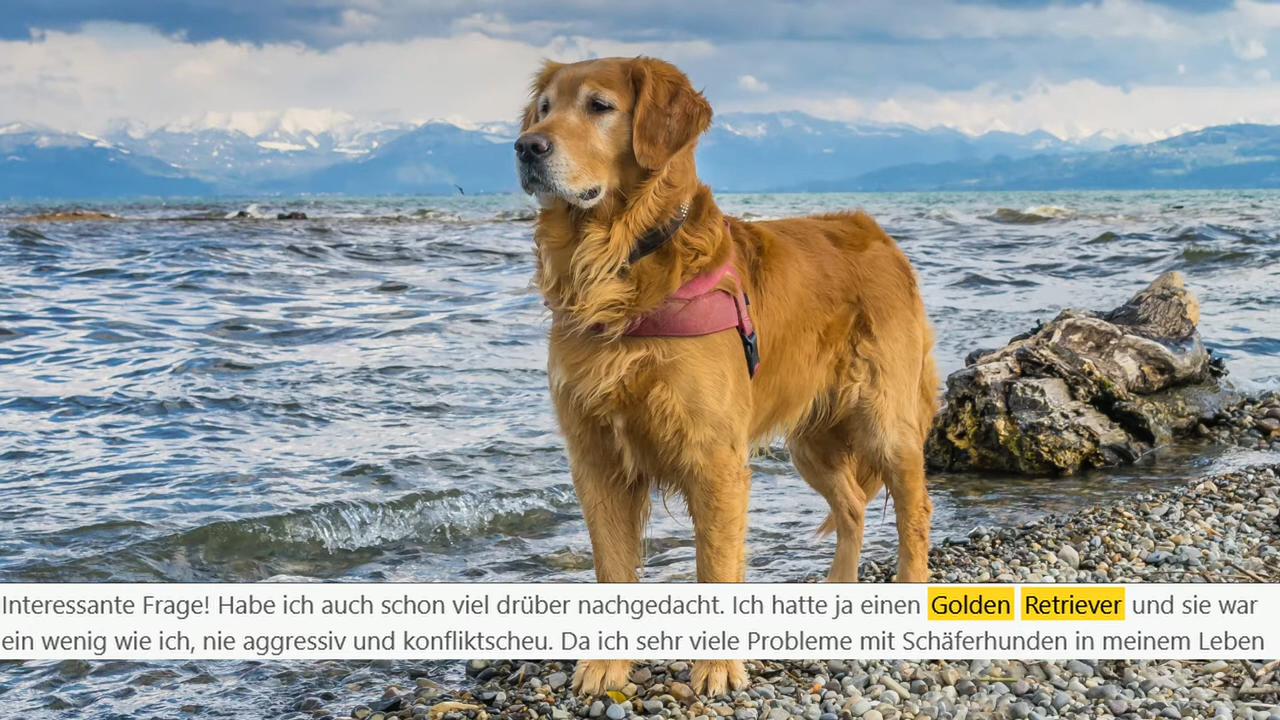 Interessante Frage! Habe ich auch schon viel drüber nachgedacht. Ich hatte ja einen Golden Retriever und sie war
ein wenig wie ich, nie aggressiv und konfliktscheu. Da ich sehr viele Probleme mit Schäferhunden in meinem Leben